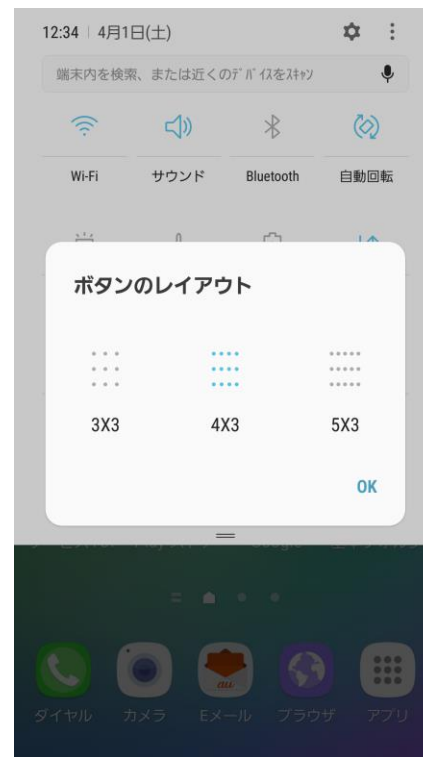 12:34 | 4月1日(土)
端末内を検索、または近くのﾃﾞﾊﾞｲｽをｽｷｬﾝ
Wi-Fi サウンド Bluetooth 自動回転
ボタンのレイアウト
3X3 4X3 5X3
OK
au
ダイヤル カメラ Eメール ブラウザ アプリ